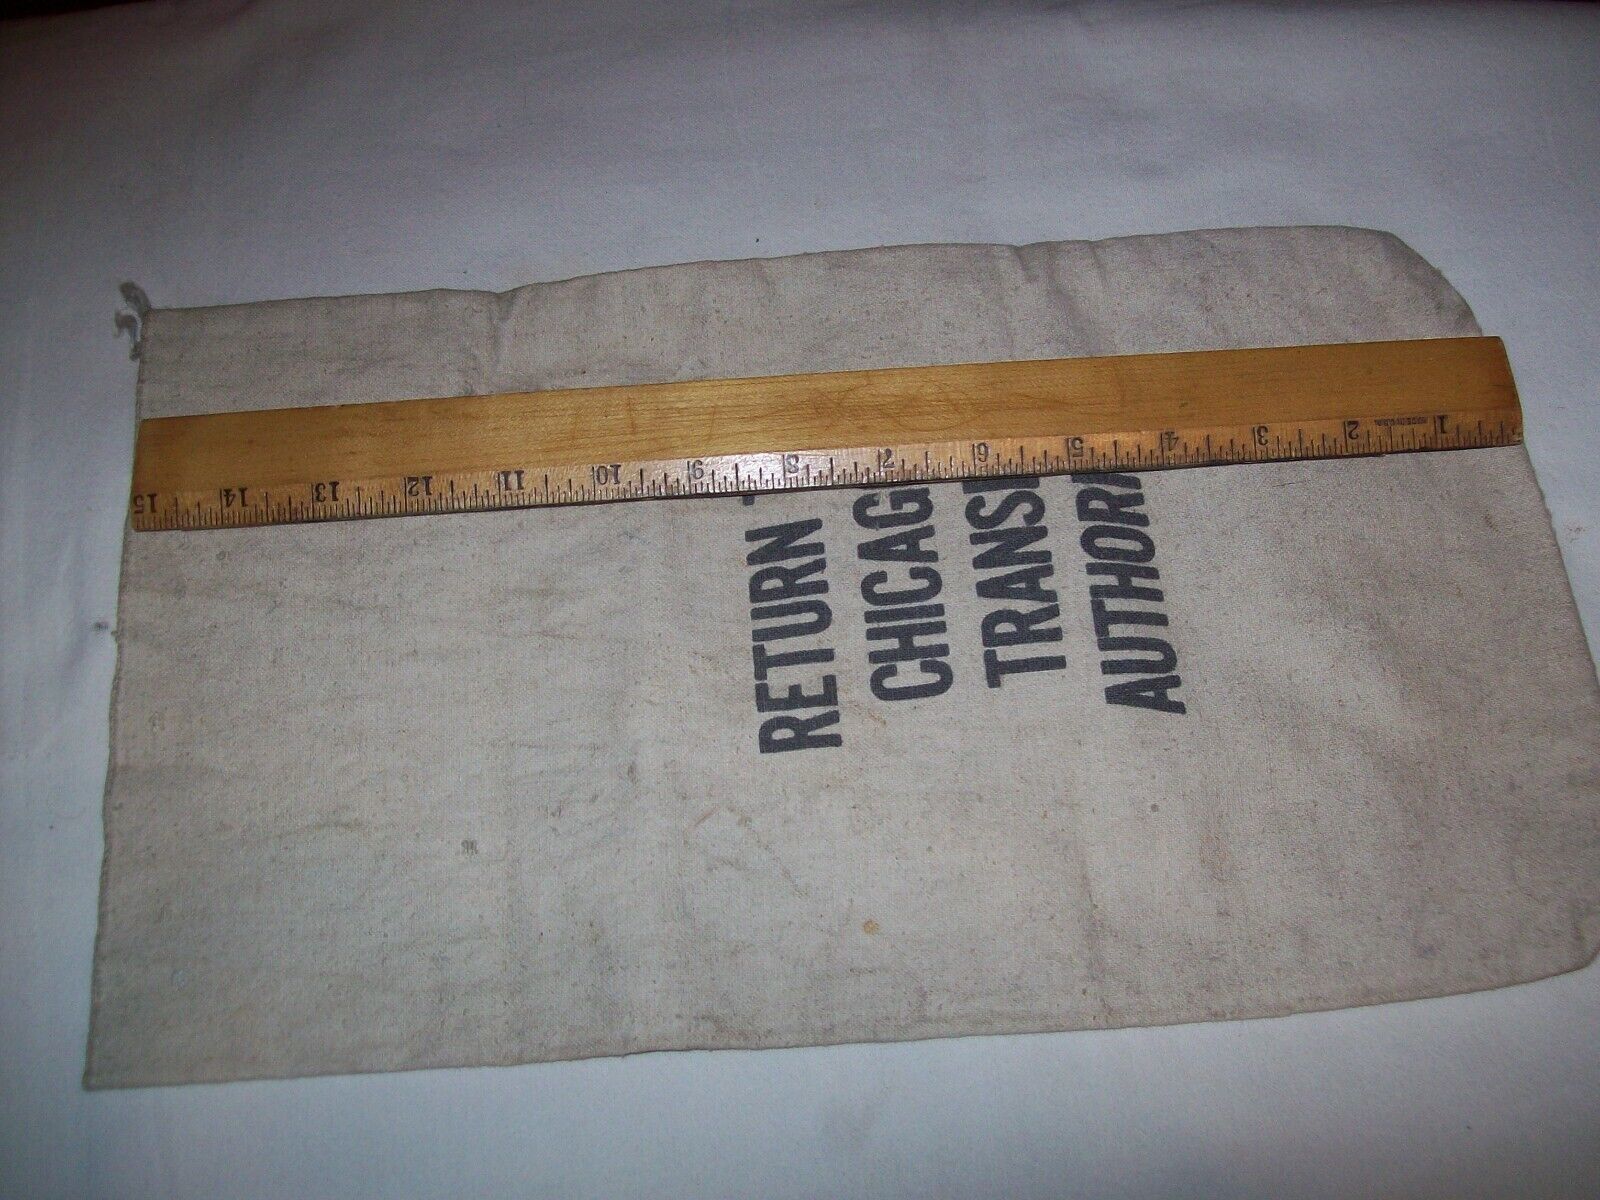 RETURN
CHICAG
TRANS
AUTHOR
1 2 3 4 5 6 7 8 9 10 11 12 13 14 15